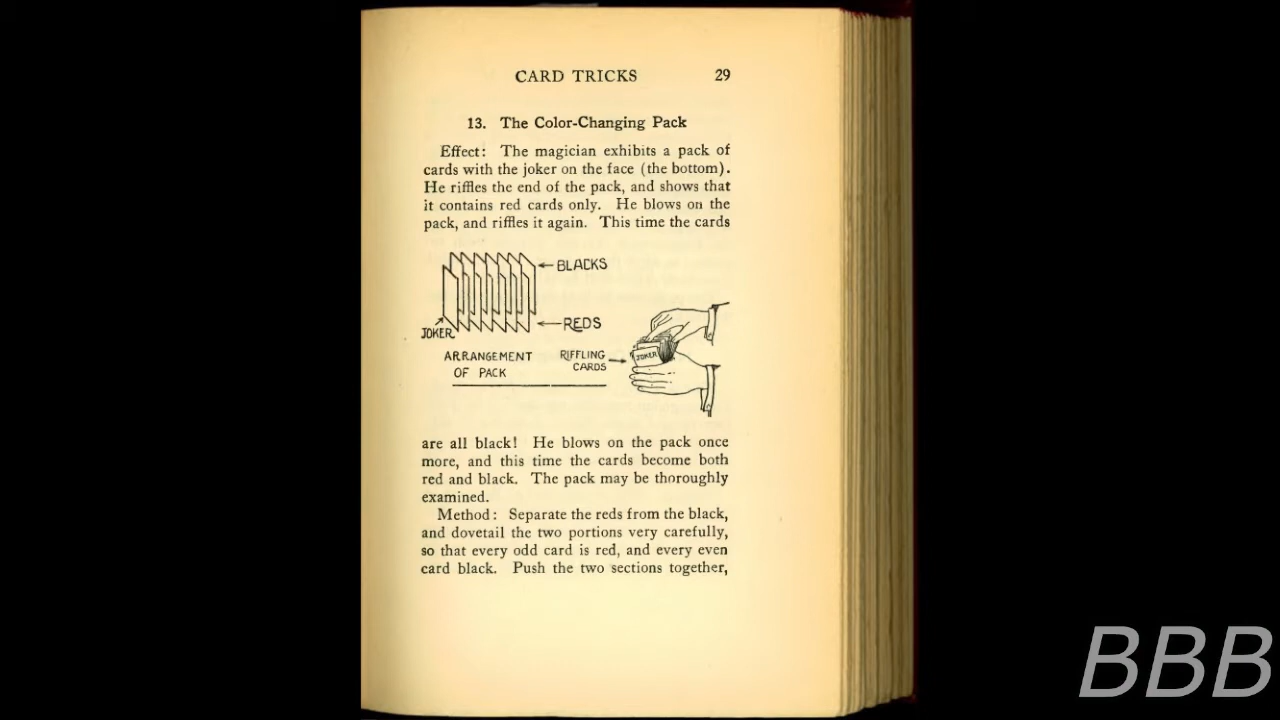 CARD TRICKS 29
13. The Color-Changing Pack
Effect: The magician exhibits a pack of
cards with the joker on the face (the bottom).
He riffles the end of the pack, and shows that
it contains red cards only. He blows on the
pack, and riffles it again. This time the cards
BLACKS
REDS
JOKER
ARRANGEMENT
OF PACK
RIFFLING
CARDS
JOKER
are all black! He blows on the pack once
more, and this time the cards become both
red and black. The pack may be thoroughly
examined.
Method: Separate the reds from the black,
and dovetail the two portions very carefully,
so that every odd card is red, and every even
card black. Push the two sections together,
BBB